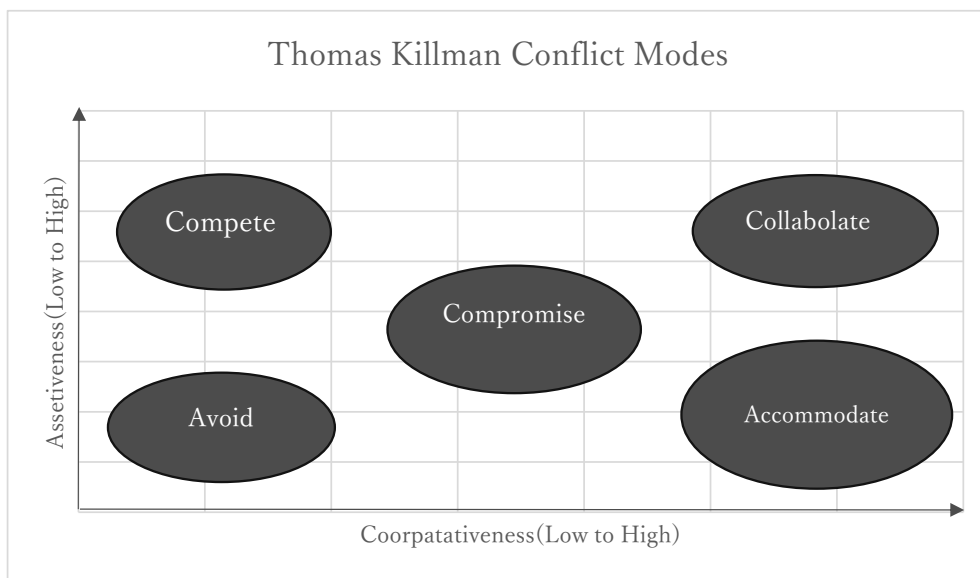 Thomas Killman Conflict Modes
Assetiveness(Low to High)
Compete
Collabolate
Compromise
Avoid
Accommodate
Coorpatativeness(Low to High)